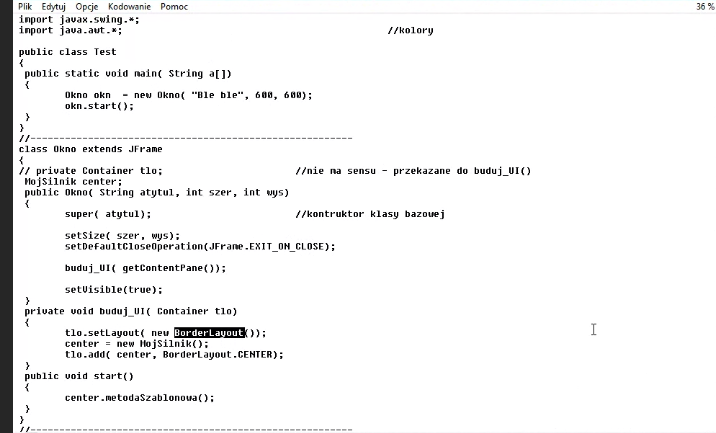 Plik Edytuj Opcje Kodowanie Pomoc 36 %
import javax.swing.*;
import java.awt.*; //kolory
public class Test
{
public static void main( String a[])
{
Okno okn - new Okno( "Ble ble", 600, 600);
okn.start();
}
}
//-------------------------------------------------------
class Okno extends JFrame
{
// private Container tlo; //nie ma sensu - przekazane do buduj_UI()
MojSilnik center;
public Okno( String atytul, int szer, int wys)
{
super( atytul); //kontruktor klasy bazowej
setSize( szer, wys);
setDefaultCloseOperation(JFrame.EXIT_ON_CLOSE);
buduj_UI( getContentPane());
setVisible(true);
}
private void buduj_UI( Container tlo)
{
tlo.setLayout( new BorderLayout());
center = new MojSilnik();
tlo.add( center, BorderLayout.CENTER);
}
public void start()
{
center.metodaSzablonowa();
}
}
//-------------------------------------------------------